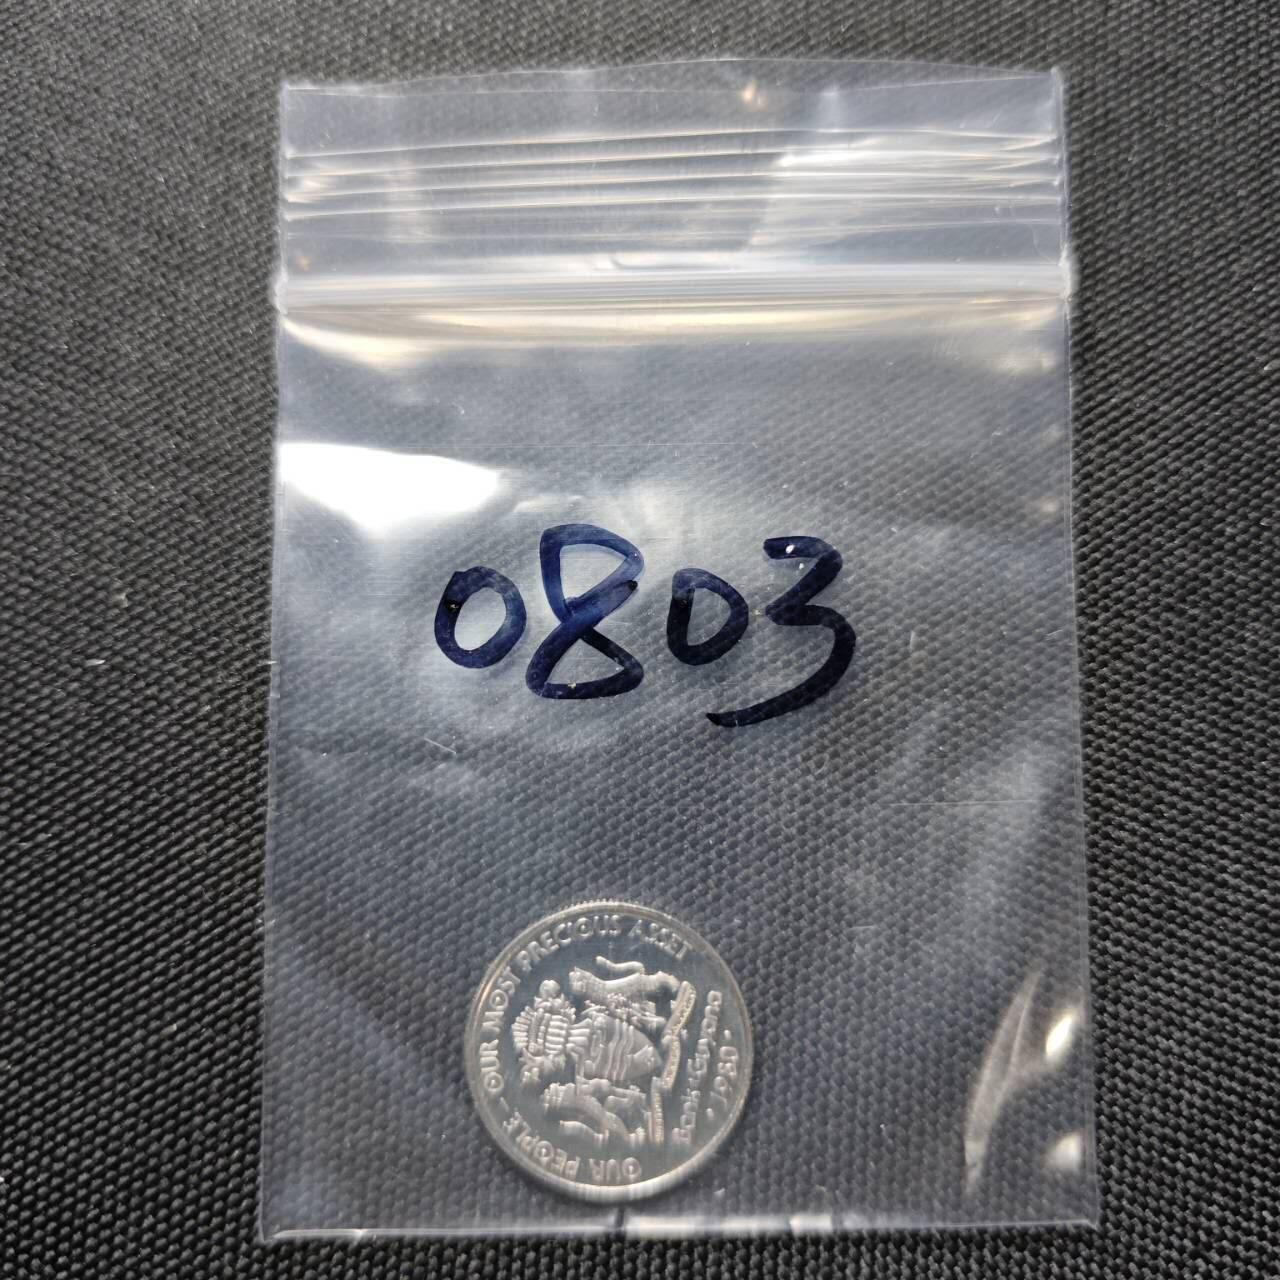 0803
OUR PEOPLE - OUR MOST PRECIOUS ASSET
Bank of Guyana
· 1980 ·